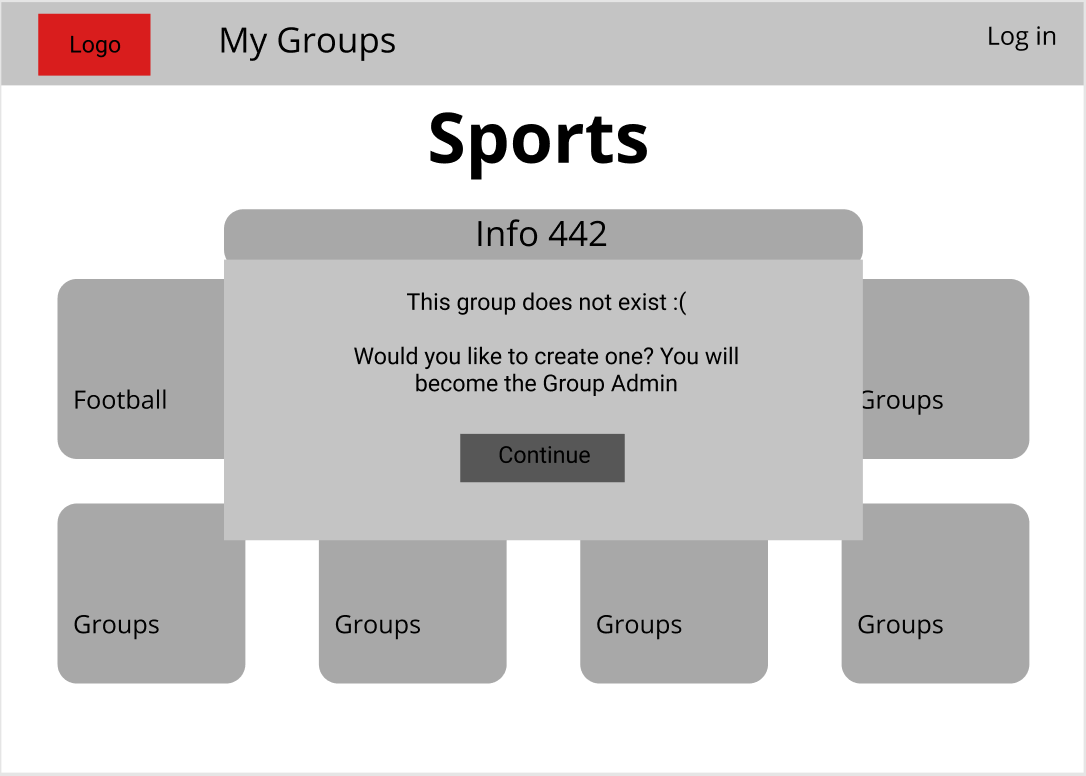 Logo
My Groups
Log in
Sports
Info 442
This group does not exist :(
Would you like to create one? You will
become the Group Admin
Football
Groups
Continue
Groups
Groups
Groups
Groups